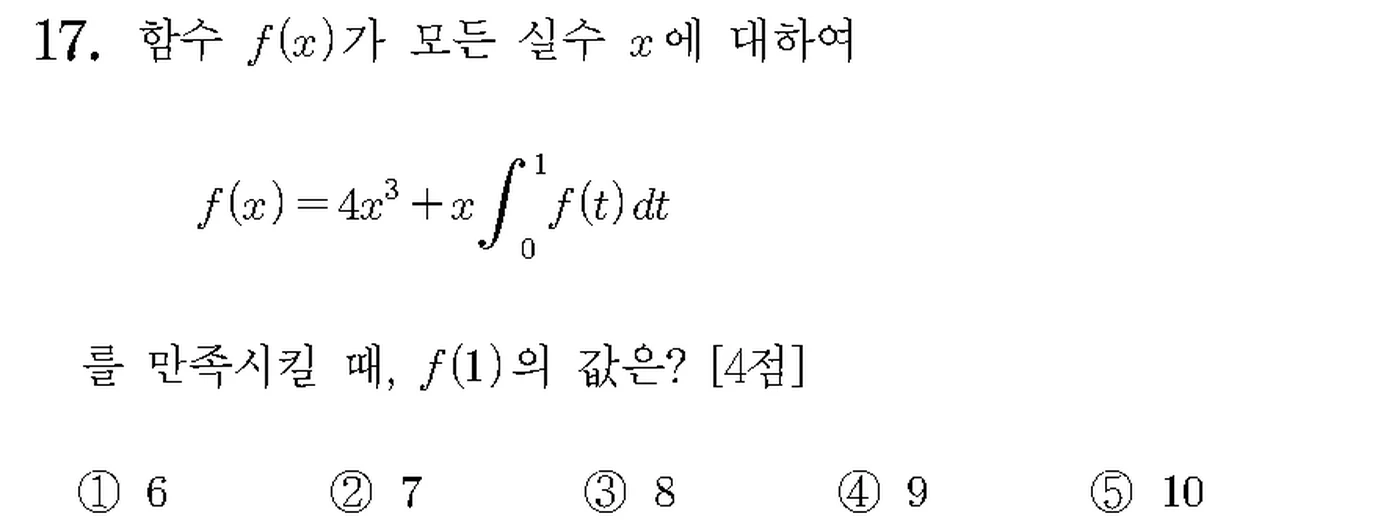 17. 함수 f(x)가 모든 실수 x에 대하여
f(x)=4x³+x∫₀¹f(t)dt
를 만족시킬 때, f(1)의 값은? [4점]
① 6 ② 7 ③ 8 ④ 9 ⑤ 10